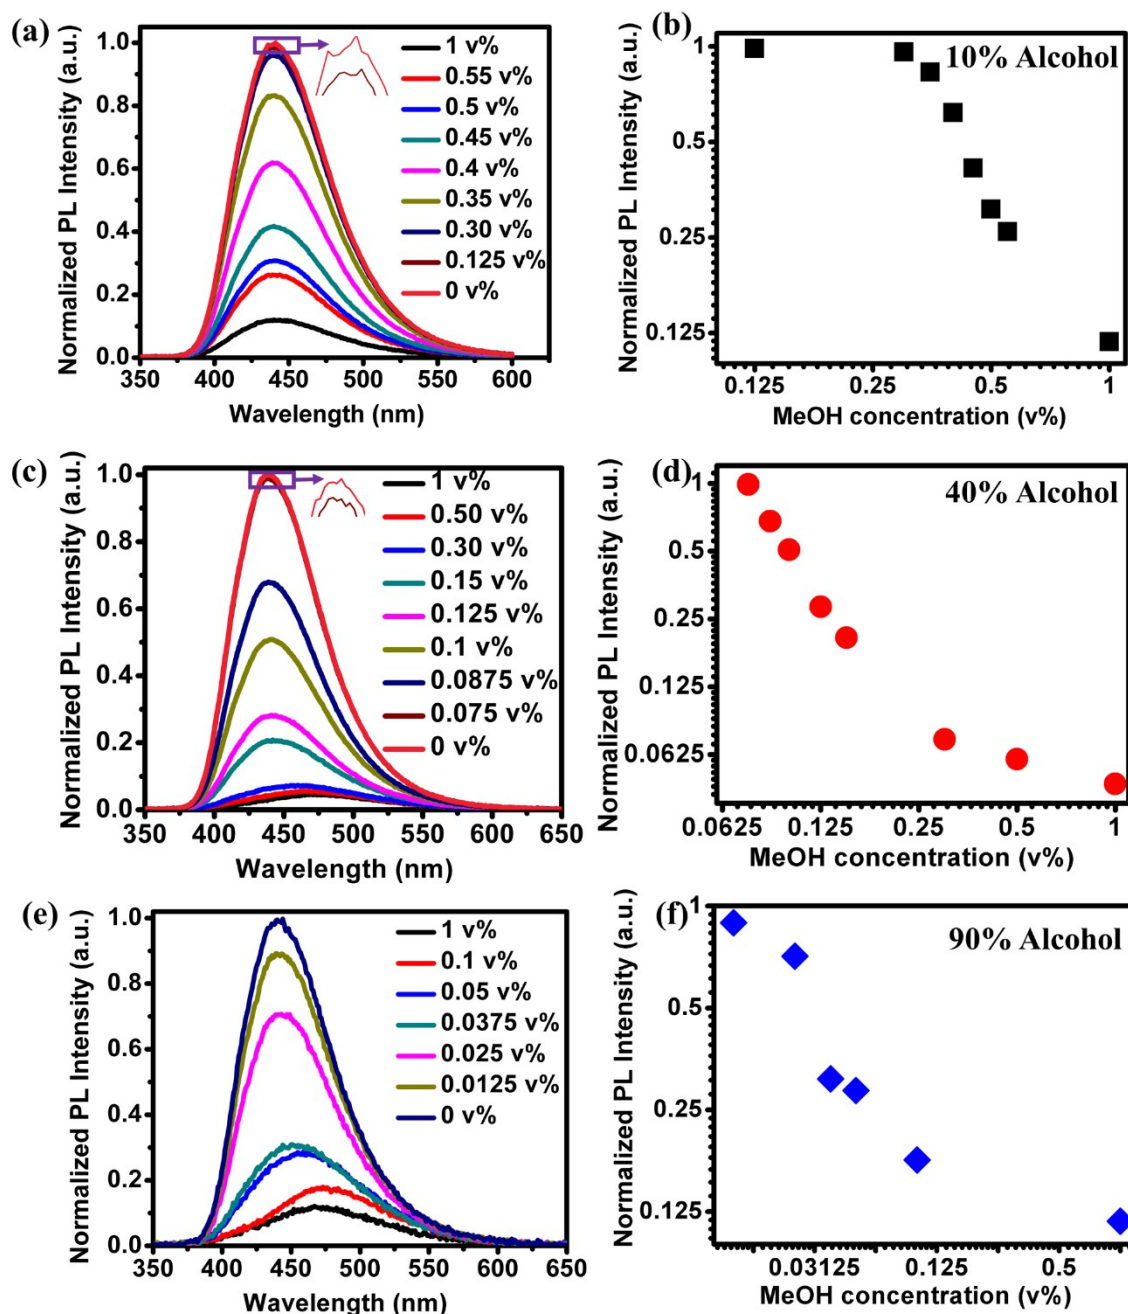 (a)
Normalized PL Intensity (a.u.)
1.0
0.8
0.6
0.4
0.2
0.0
350 400 450 500 550 600
Wavelength (nm)
1 v%
0.55 v%
0.5 v%
0.45 v%
0.4 v%
0.35 v%
0.30 v%
0.125 v%
0 v%
(b)
10% Alcohol
Normalized PL Intensity (a.u.)
1
0.5
0.25
0.125
0.125 0.25 0.5 1
MeOH concentration (v%)
(c)
Normalized PL Intensity (a.u.)
1.0
0.8
0.6
0.4
0.2
0.0
350 400 450 500 550 600 650
Wavelength (nm)
1 v%
0.50 v%
0.30 v%
0.15 v%
0.125 v%
0.1 v%
0.0875 v%
0.075 v%
0 v%
(d)
40% Alcohol
Normalized PL Intensity (a.u.)
1
0.5
0.25
0.125
0.0625
0.0625 0.125 0.25 0.5 1
MeOH concentration (v%)
(e)
Normalized PL Intensity (a.u.)
1.0
0.8
0.6
0.4
0.2
0.0
350 400 450 500 550 600 650
Wavelength (nm)
1 v%
0.1 v%
0.05 v%
0.0375 v%
0.025 v%
0.0125 v%
0 v%
(f)
90% Alcohol
Normalized PL Intensity (a.u.)
1
0.5
0.25
0.125
0.03125 0.125 0.5
MeOH concentration (v%)